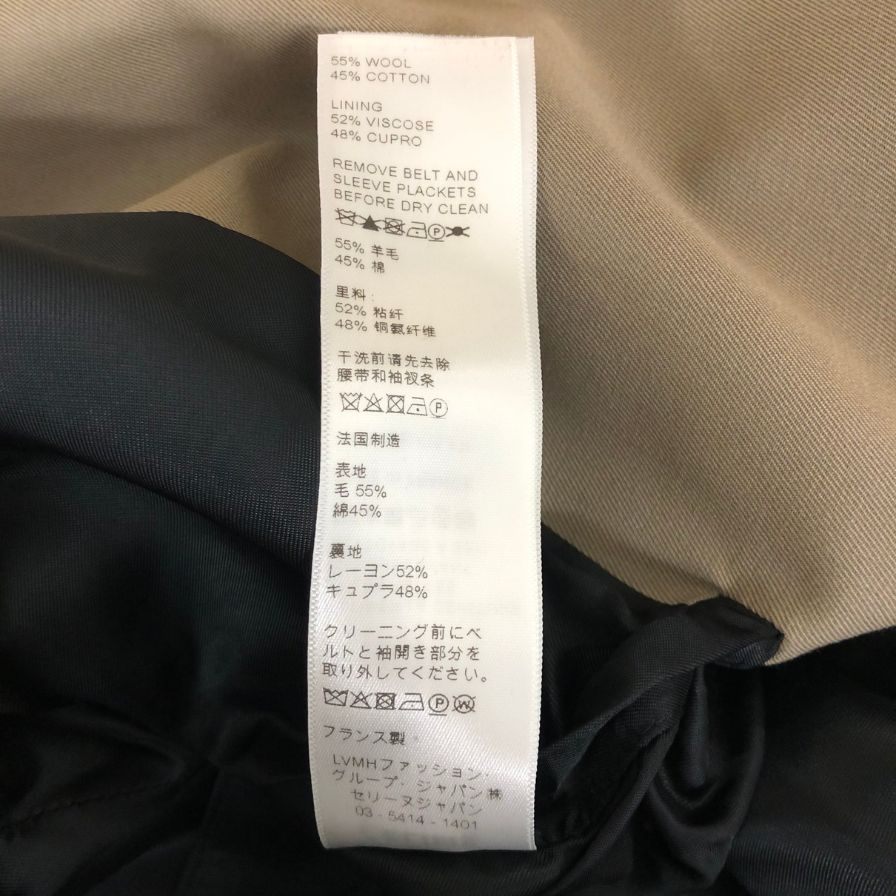 55% WOOL
45% COTTON
LINING
52% VISCOSE
48% CUPRO
REMOVE BELT AND
SLEEVE PLACKETS
BEFORE DRY CLEAN
P
55% 羊毛
45% 棉
里料:
52% 粘纤
48% 铜氨纤维
干洗前请先去除
腰带和袖衩条
P
法国制造
表地
毛 55%
綿45%
裏地
レーヨン52%
キュプラ48%
クリーニング前にベ
ルトと袖開き部分を
取り外してください。
P W
フランス製
LVMHファッション・
グループ・ジャパン㈱
セリーヌジャパン
03 - 5414 - 1401